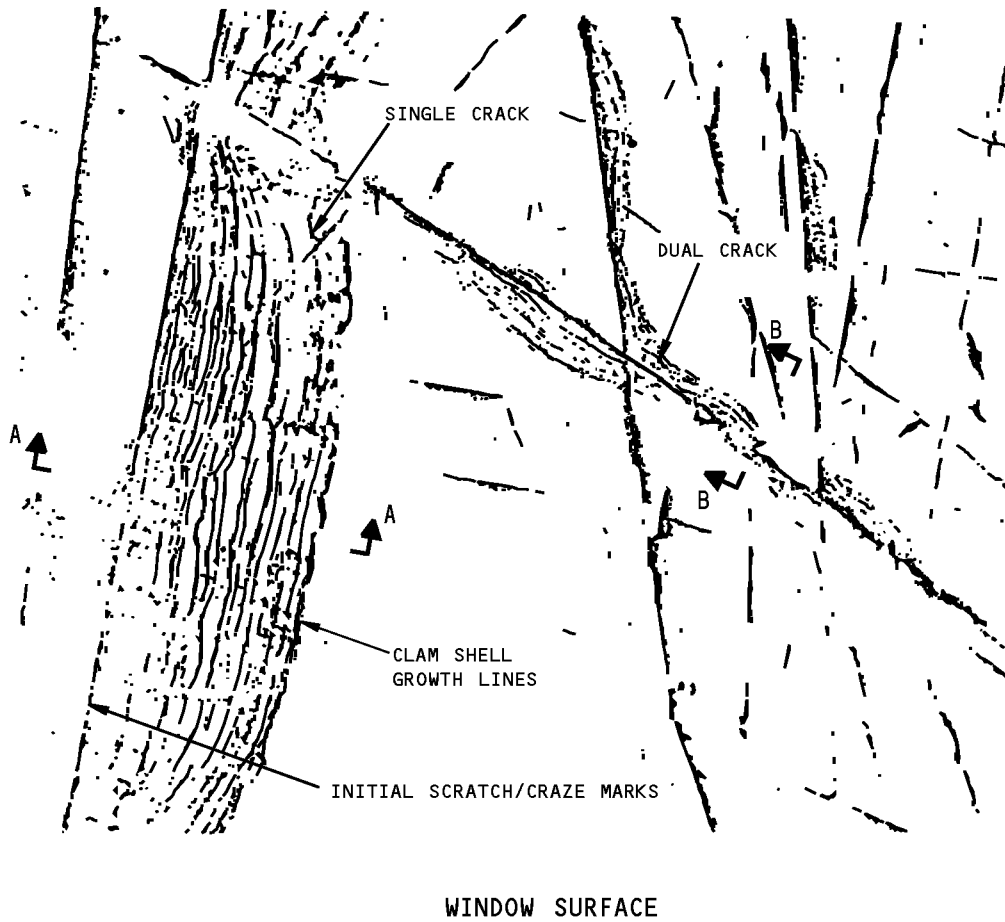 SINGLE CRACK
DUAL CRACK
B
A
B
A
CLAM SHELL
GROWTH LINES
INITIAL SCRATCH/CRAZE MARKS
WINDOW SURFACE